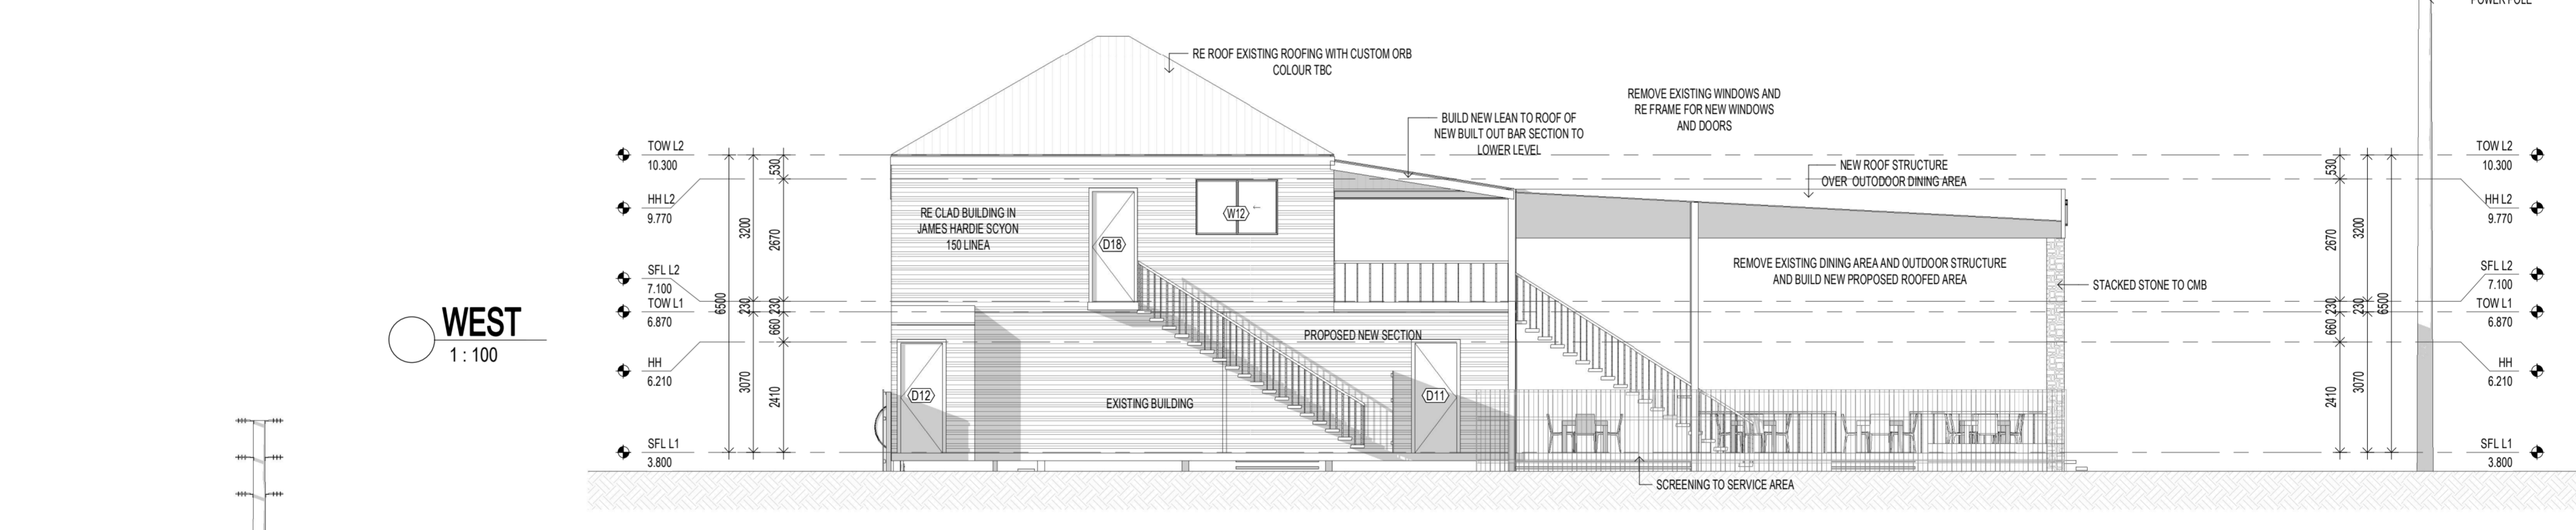 POWER POLE
RE ROOF EXISTING ROOFING WITH CUSTOM ORB
COLOUR TBC
REMOVE EXISTING WINDOWS AND
RE FRAME FOR NEW WINDOWS
AND DOORS
BUILD NEW LEAN TO ROOF OF
NEW BUILT OUT BAR SECTION TO
LOWER LEVEL
NEW ROOF STRUCTURE
OVER OUTODOOR DINING AREA
TOW L2
10.300
HH L2
9.770
SFL L2
7.100
TOW L1
6.870
HH
6.210
SFL L1
3.800
6500
3200
230
3070
530
2670
230
660
2410
RE CLAD BUILDING IN
JAMES HARDIE SCYON
150 LINEA
D18
W12
D12
EXISTING BUILDING
PROPOSED NEW SECTION
D11
REMOVE EXISTING DINING AREA AND OUTDOOR STRUCTURE
AND BUILD NEW PROPOSED ROOFED AREA
STACKED STONE TO CMB
SCREENING TO SERVICE AREA
530
2670
230
660
2410
3200
230
3070
6500
TOW L2
10.300
HH L2
9.770
SFL L2
7.100
TOW L1
6.870
HH
6.210
SFL L1
3.800
WEST
1 : 100